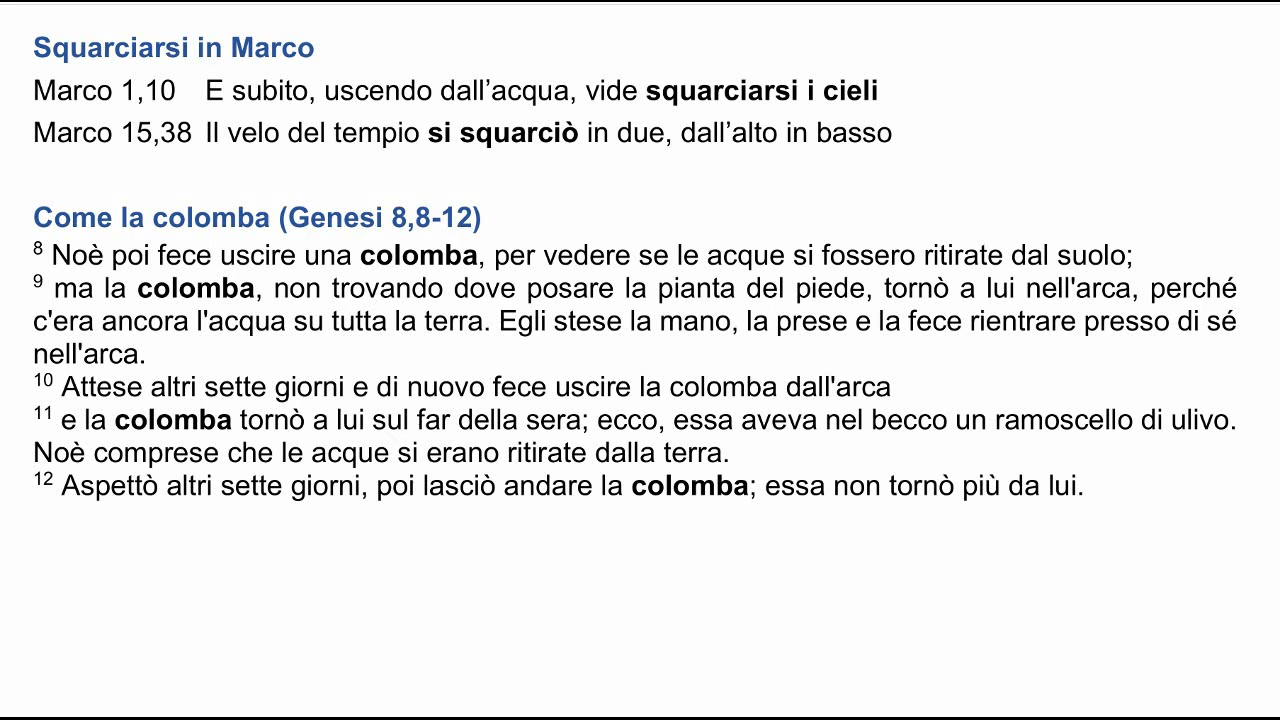 Squarciarsi in Marco
Marco 1,10 E subito, uscendo dall’acqua, vide squarciarsi i cieli
Marco 15,38 Il velo del tempio si squarciò in due, dall’alto in basso
Come la colomba (Genesi 8,8-12)
8 Noè poi fece uscire una colomba, per vedere se le acque si fossero ritirate dal suolo;
9 ma la colomba, non trovando dove posare la pianta del piede, tornò a lui nell'arca, perché
c'era ancora l'acqua su tutta la terra. Egli stese la mano, la prese e la fece rientrare presso di sé
nell'arca.
10 Attese altri sette giorni e di nuovo fece uscire la colomba dall'arca
11 e la colomba tornò a lui sul far della sera; ecco, essa aveva nel becco un ramoscello di ulivo.
Noè comprese che le acque si erano ritirate dalla terra.
12 Aspettò altri sette giorni, poi lasciò andare la colomba; essa non tornò più da lui.